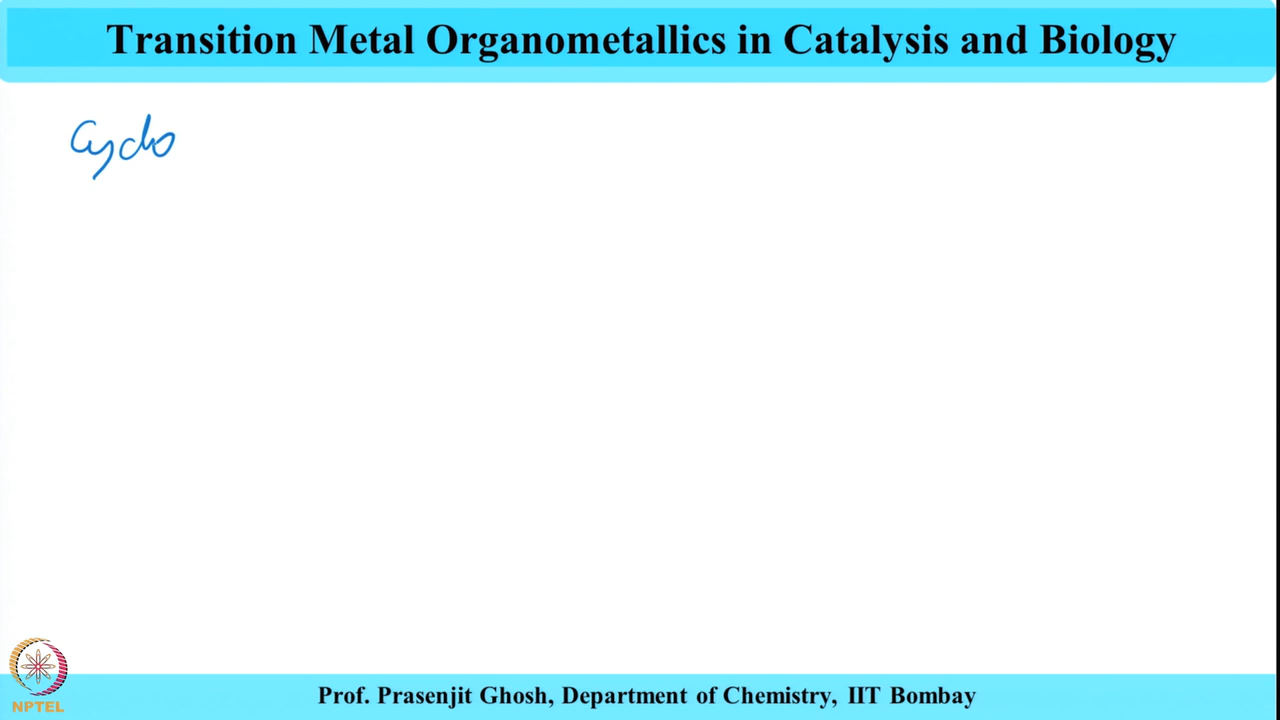 Transition Metal Organometallics in Catalysis and Biology
Cyclo
Prof. Prasenjit Ghosh, Department of Chemistry, IIT Bombay
NPTEL